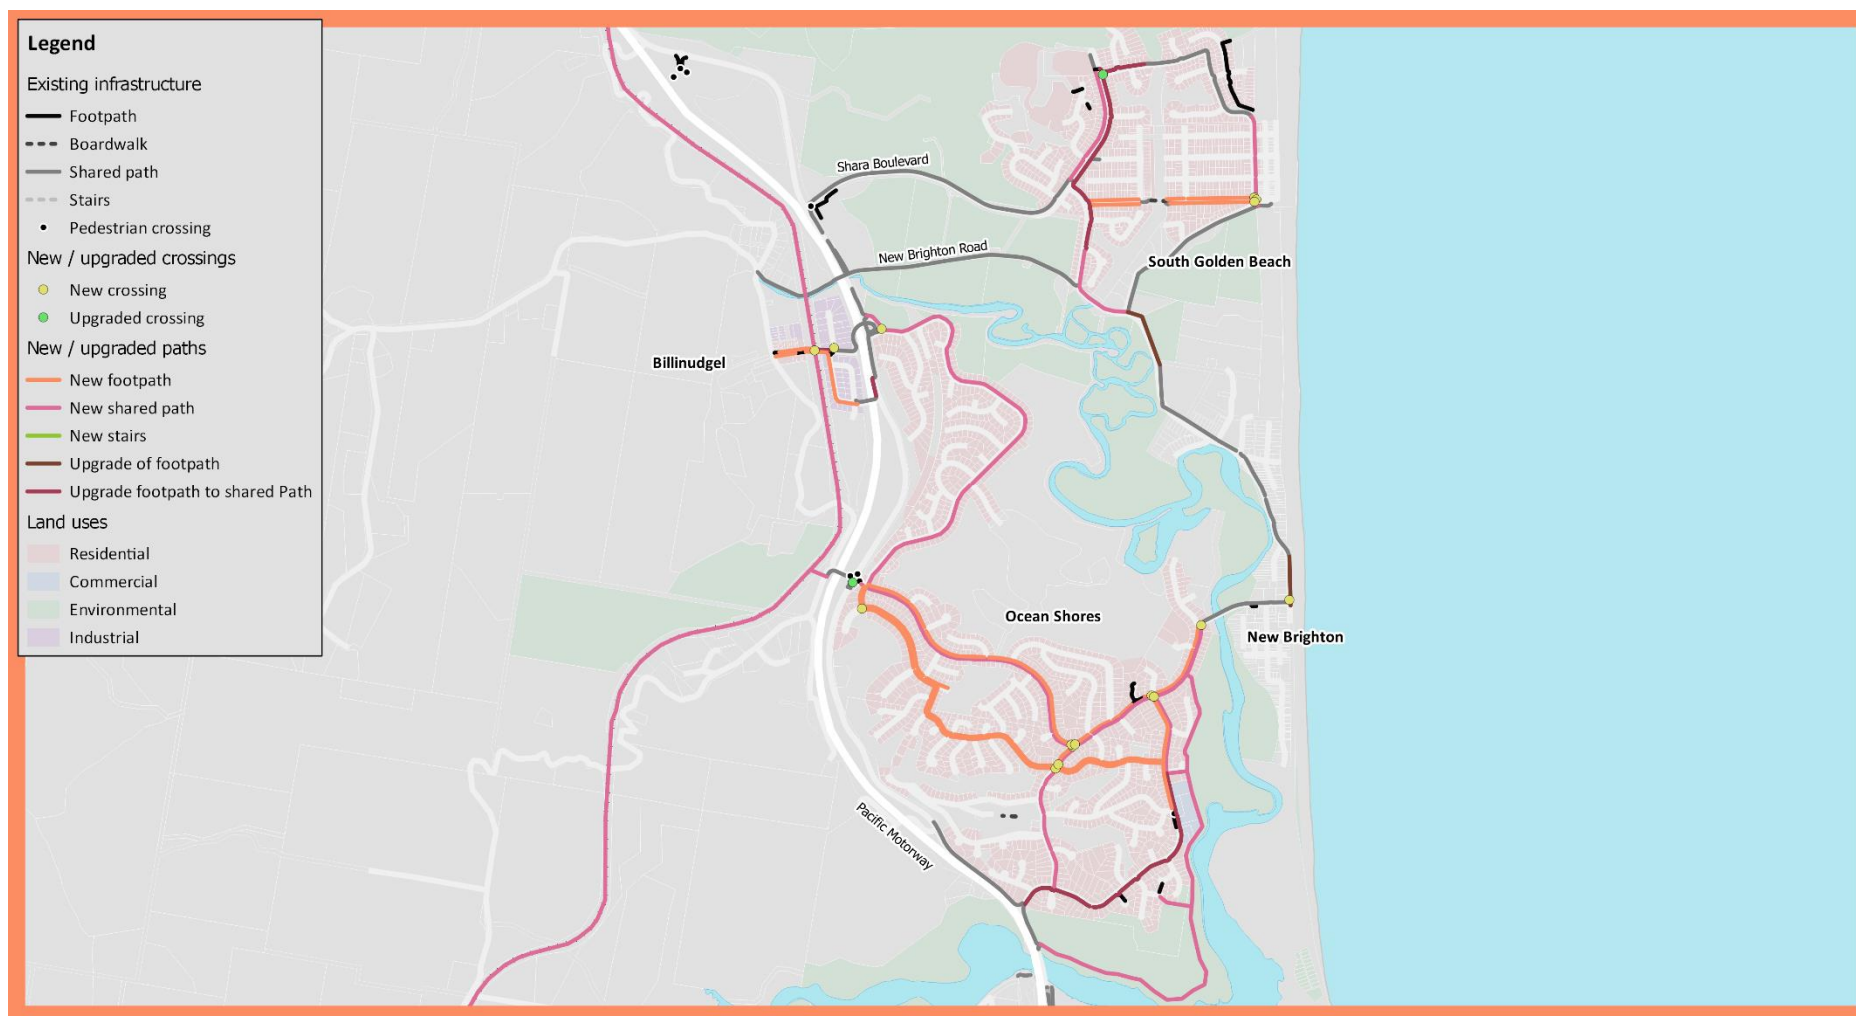 Legend
Existing infrastructure
Footpath
Boardwalk
Shared path
Stairs
Pedestrian crossing
New / upgraded crossings
New crossing
Upgraded crossing
New / upgraded paths
New footpath
New shared path
New stairs
Upgrade of footpath
Upgrade footpath to shared Path
Land uses
Residential
Commercial
Environmental
Industrial
Shara Boulevard
New Brighton Road
South Golden Beach
Billinudgel
Ocean Shores
New Brighton
Pacific Motorway